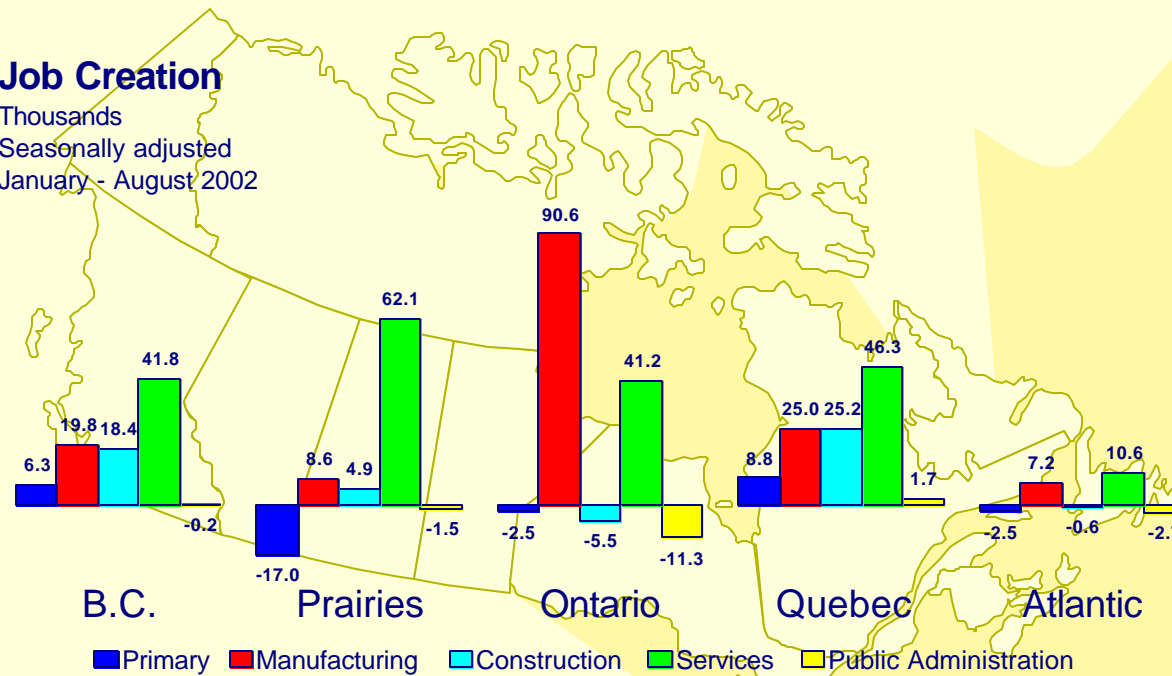 Job Creation
Thousands
Seasonally adjusted
January - August 2002
6.3
19.8
18.4
41.8
-0.2
-17.0
8.6
4.9
62.1
-1.5
-2.5
90.6
-5.5
41.2
-11.3
8.8
25.0
25.2
46.3
1.7
-2.5
7.2
-0.6
10.6
B.C.
Prairies
Ontario
Quebec
Atlantic
Primary
Manufacturing
Construction
Services
Public Administration